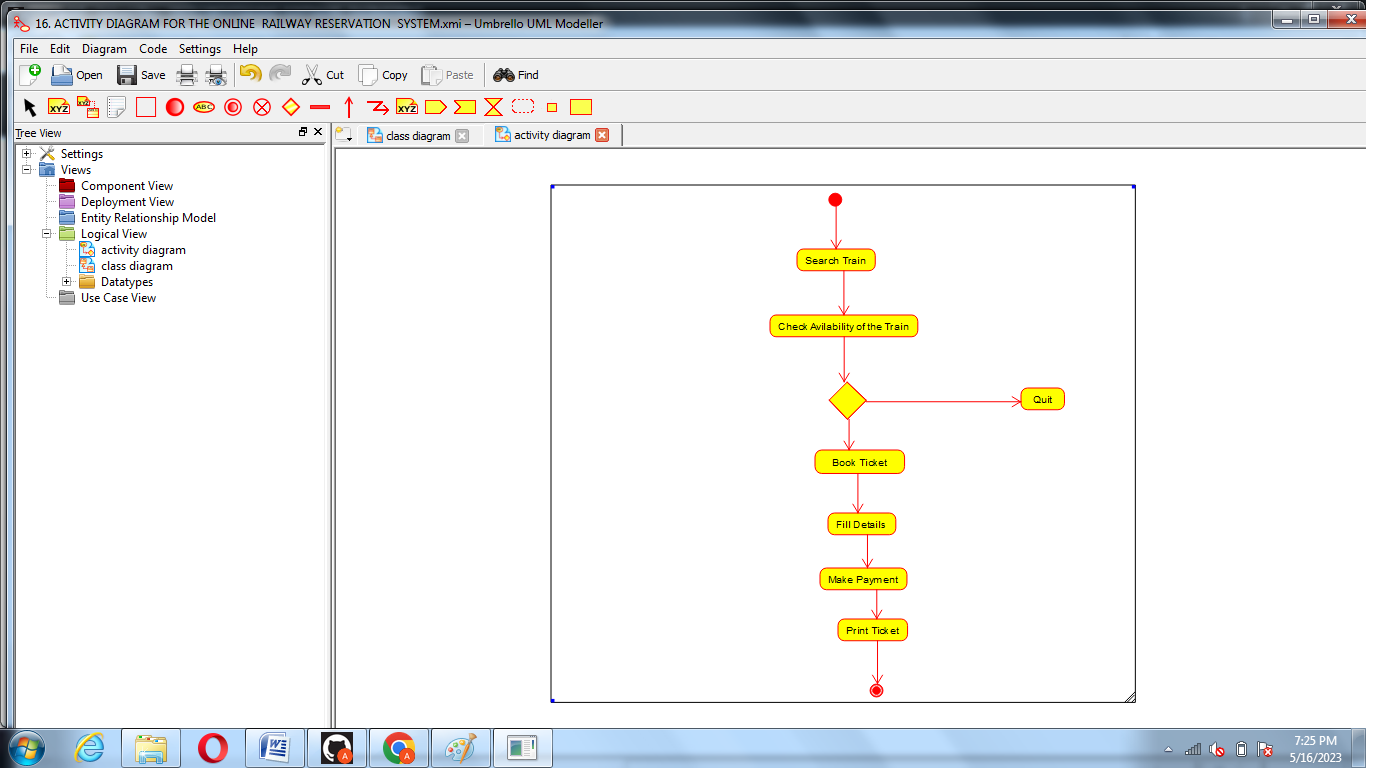 16. ACTIVITY DIAGRAM FOR THE ONLINE  RAILWAY RESERVATION  SYSTEM.xmi – Umbrello UML Modeller
File Edit Diagram Code Settings Help
Open Save Cut Copy Paste Find
XYZ XYZ ABC XYZ
Tree View
class diagram activity diagram
Settings
Views
Component View
Deployment View
Entity Relationship Model
Logical View
activity diagram
class diagram
Datatypes
Use Case View
Search Train
Check Avilability of the Train
Quit
Book Ticket
Fill Details
Make Payment
Print Ticket
W A A
7:25 PM
5/16/2023